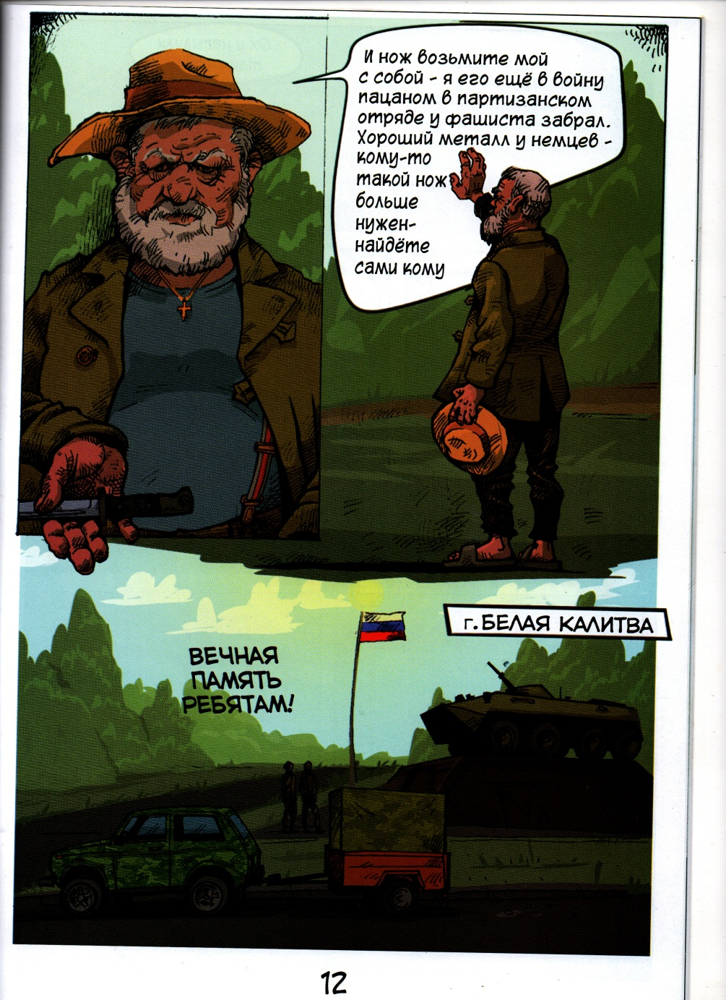 И нож возьмите мой
с собой - я его ещё в войну
пацаном в партизанском
отряде у фашиста забрал.
Хороший металл у немцев -
кому-то
такой нож
больше
нужен-
найдёте
сами кому
г. БЕЛАЯ КАЛИТВА
ВЕЧНАЯ
ПАМЯТЬ
РЕБЯТАМ!
12